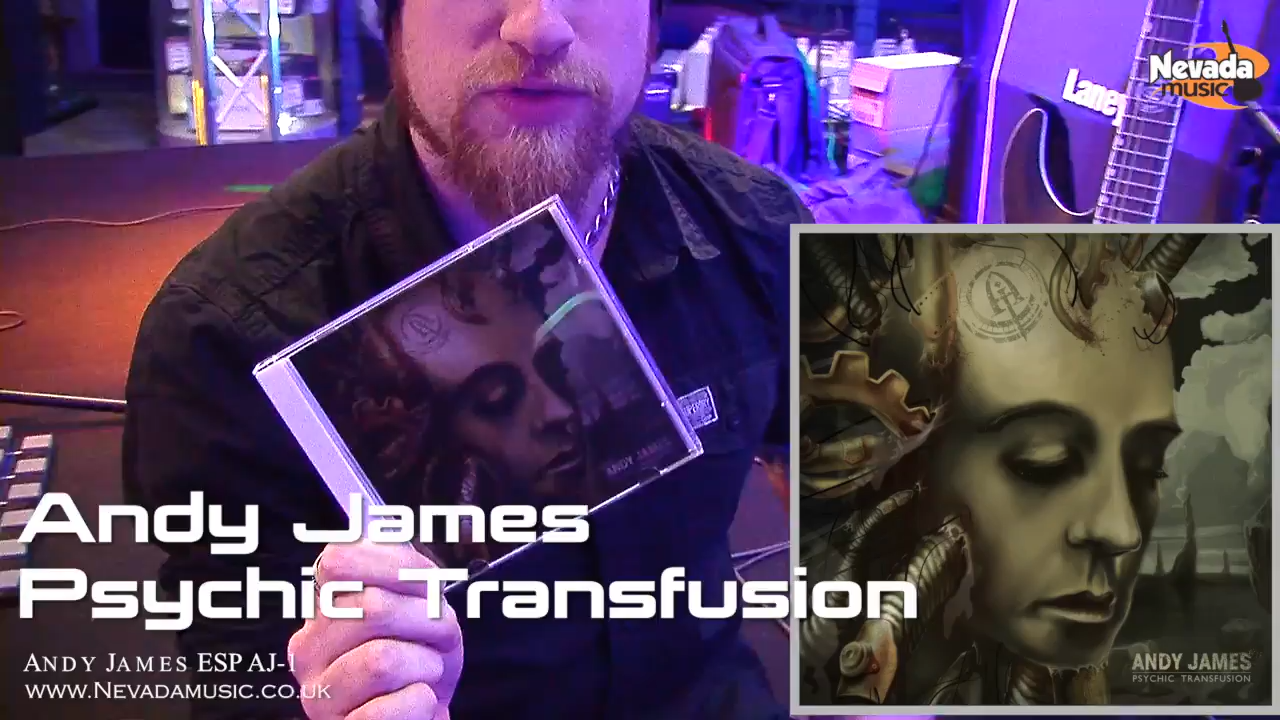 Nevada
music
Laney
ANDY JAMES
Andy James
Psychic Transfusion
ANDY JAMES ESP AJ-1
WWW.NEVADAMUSIC.CO.UK
ANDY JAMES
PSYCHIC TRANSFUSION